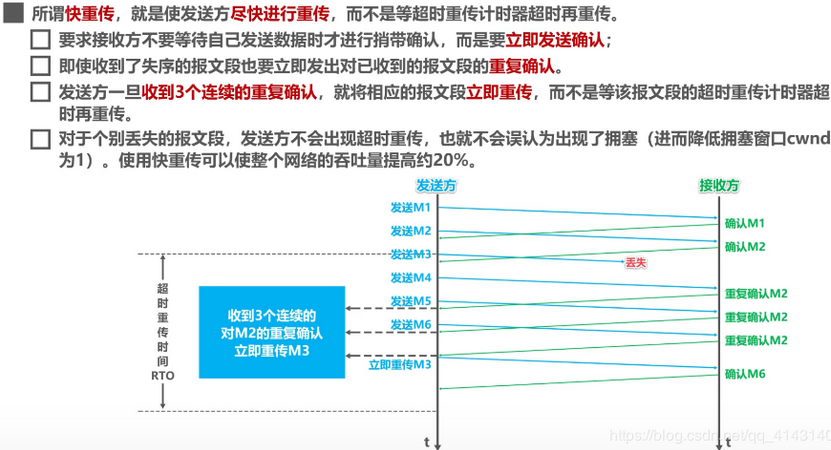 所谓快重传，就是使发送方尽快进行重传，而不是等超时重传计时器超时再重传。
要求接收方不要等待自己发送数据时才进行捎带确认，而是要立即发送确认；
即使收到了失序的报文段也要立即发出对已收到的报文段的重复确认。
发送方一旦收到3个连续的重复确认，就将相应的报文段立即重传，而不是等该报文段的超时重传计时器超
时再重传。
对于个别丢失的报文段，发送方不会出现超时重传，也就不会误认为出现了拥塞（进而降低拥塞窗口cwnd
为1）。使用快重传可以使整个网络的吞吐量提高约20%。
发送方
接收方
发送M1
确认M1
发送M2
确认M2
发送M3
丢失
发送M4
重复确认M2
发送M5
重复确认M2
发送M6
重复确认M2
立即重传M3
确认M6
超时重传时间
RTO
收到3个连续的
对M2的重复确认
立即重传M3
t
t
https://blog.csdn.net/qq_4143140